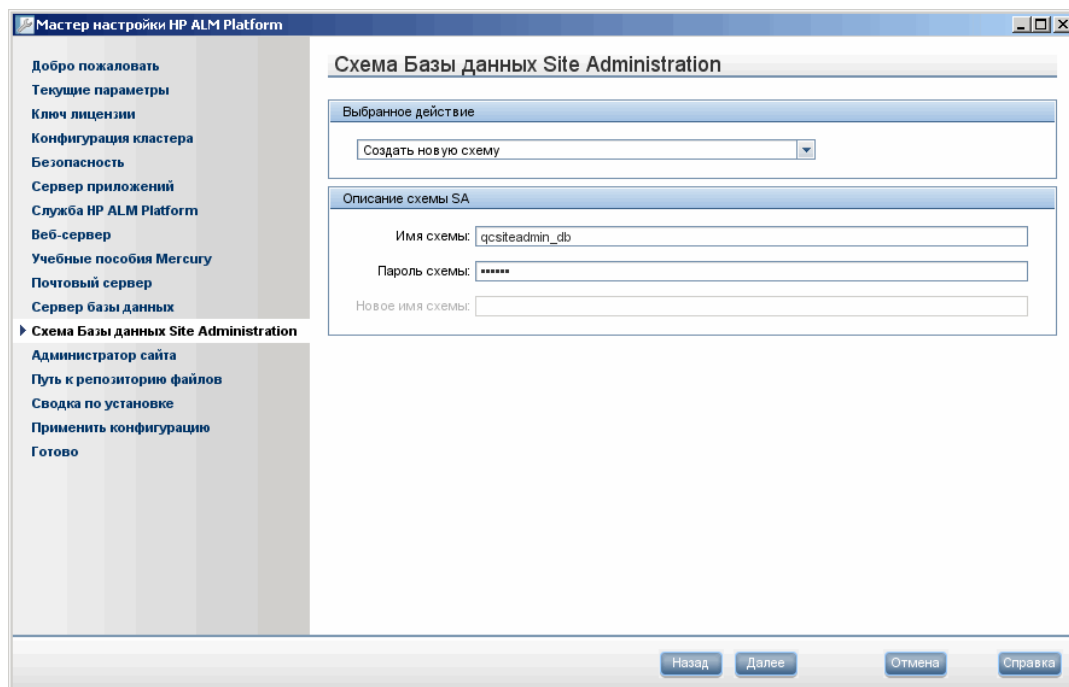 Мастер настройки HP ALM Platform
Добро пожаловать
Текущие параметры
Ключ лицензии
Конфигурация кластера
Безопасность
Сервер приложений
Служба HP ALM Platform
Веб-сервер
Учебные пособия Mercury
Почтовый сервер
Сервер базы данных
Схема Базы данных Site Administration
Администратор сайта
Путь к репозиторию файлов
Сводка по установке
Применить конфигурацию
Готово
Схема Базы данных Site Administration
Выбранное действие
Создать новую схему
Описание схемы SA
Имя схемы: qcsiteadmin_db
Пароль схемы: ••••••
Новое имя схемы:
Назад Далее Отмена Справка